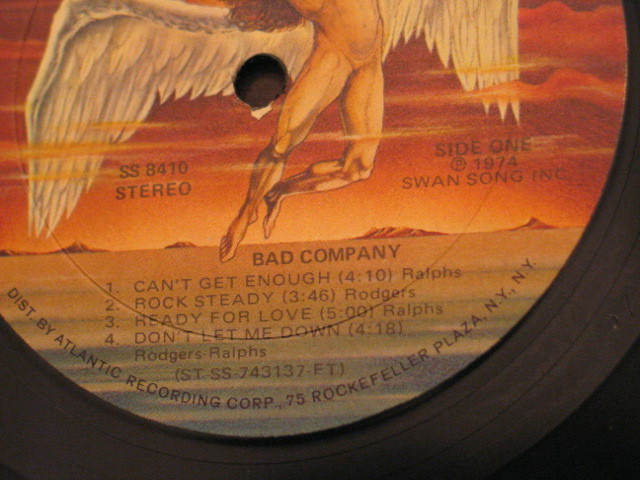 SS 8410
STEREO
SIDE ONE
℗ 1974
SWAN SONG INC.
BAD COMPANY
1. CAN'T GET ENOUGH (4:10) Ralphs
2. ROCK STEADY (3:46) Rodgers
3. READY FOR LOVE (5:00) Ralphs
4. DON'T LET ME DOWN (4:18)
Rodgers-Ralphs
(ST-SS-743137-FT)
DIST. BY ATLANTIC RECORDING CORP., 75 ROCKEFELLER PLAZA, N.Y., N.Y.